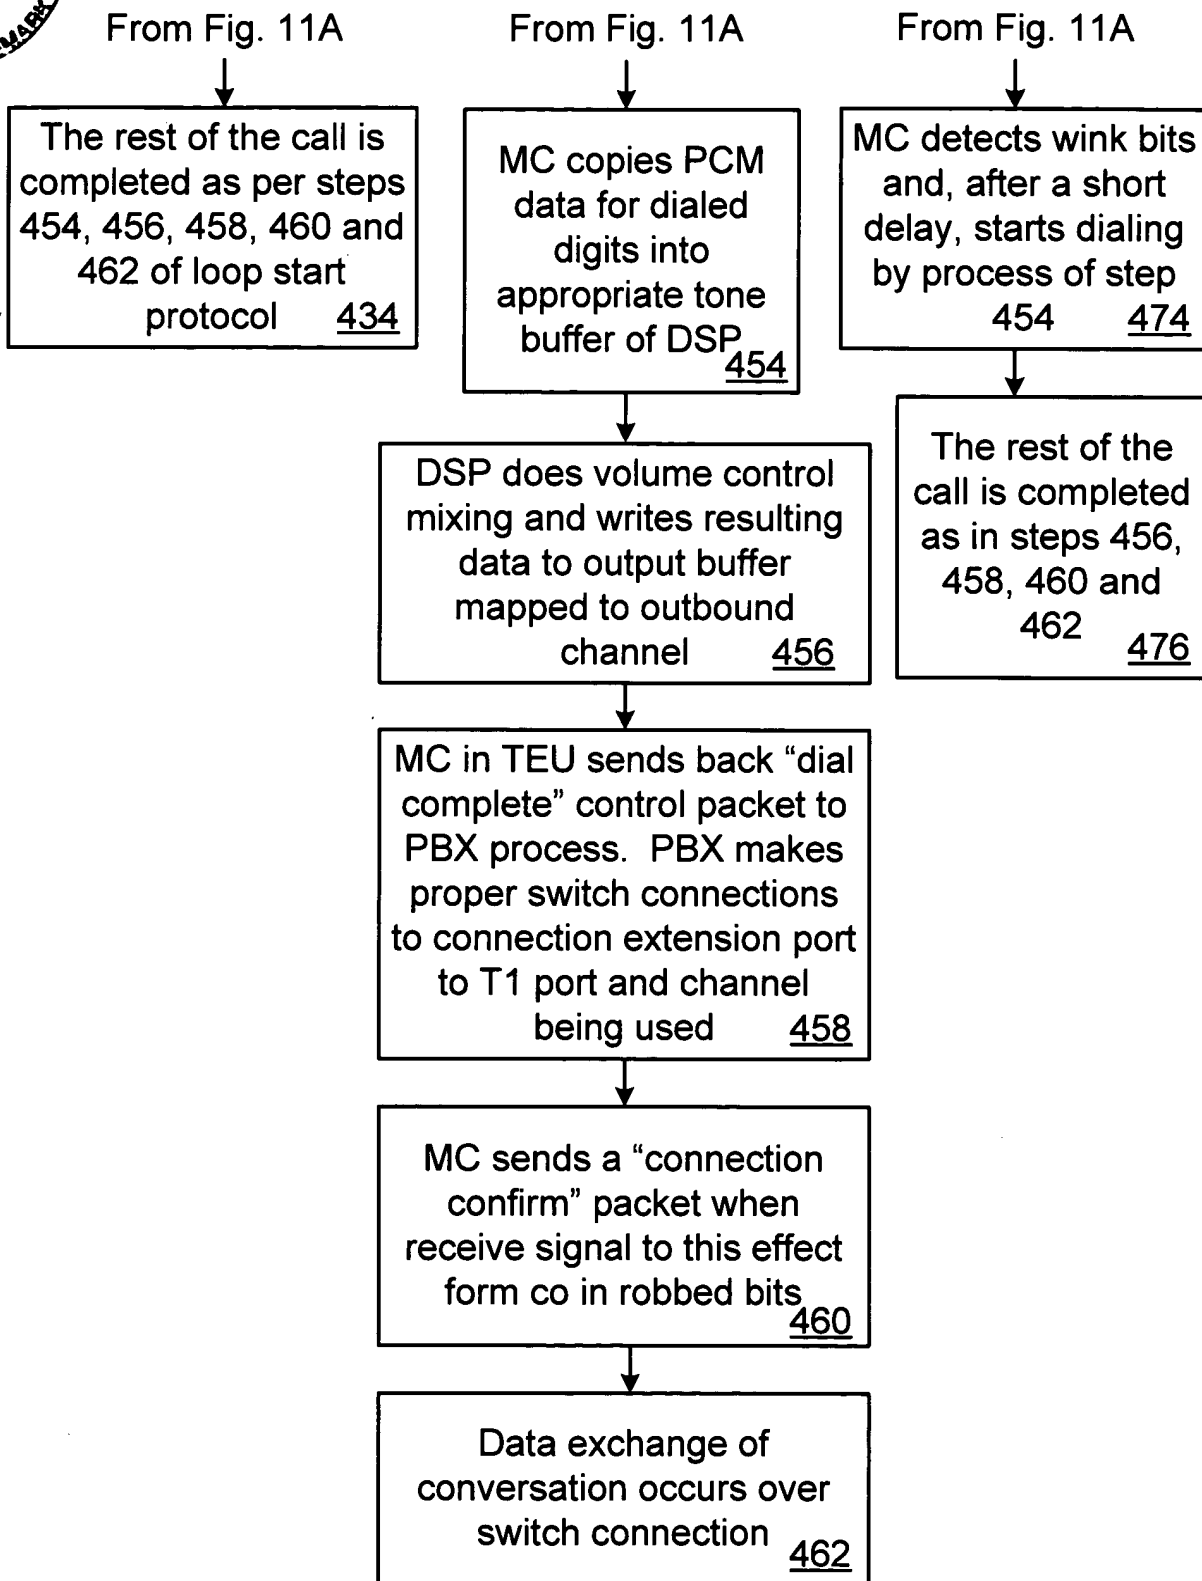 MARK
From Fig. 11A
From Fig. 11A
From Fig. 11A
The rest of the call is
completed as per steps
454, 456, 458, 460 and
462 of loop start
protocol 434
MC copies PCM
data for dialed
digits into
appropriate tone
buffer of DSP
454
MC detects wink bits
and, after a short
delay, starts dialing
by process of step
454 474
DSP does volume control
mixing and writes resulting
data to output buffer
mapped to outbound
channel 456
The rest of the
call is completed
as in steps 456,
458, 460 and
462
476
MC in TEU sends back “dial
complete” control packet to
PBX process. PBX makes
proper switch connections
to connection extension port
to T1 port and channel
being used 458
MC sends a “connection
confirm” packet when
receive signal to this effect
form co in robbed bits
460
Data exchange of
conversation occurs over
switch connection
462